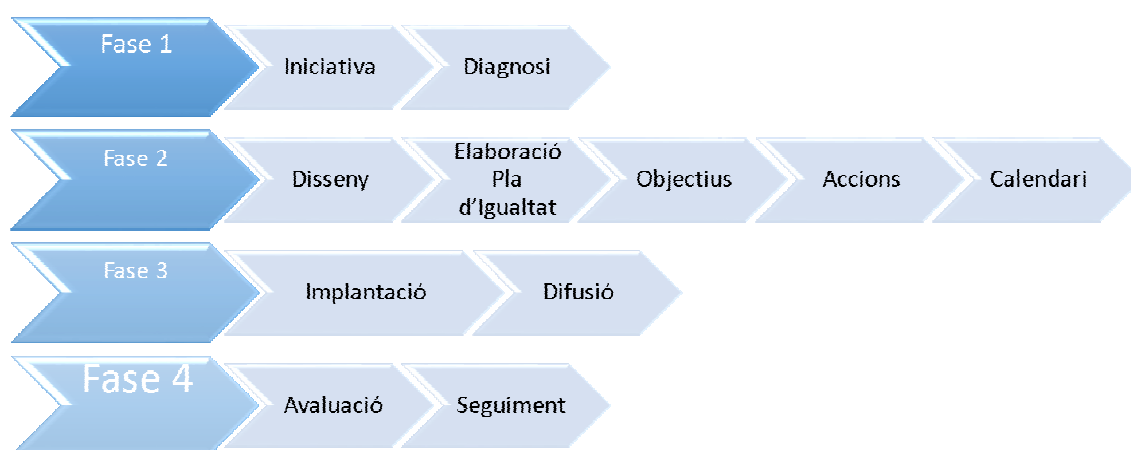 Fase 1
Iniciativa
Diagnosi
Fase 2
Disseny
Elaboració
Pla
d'Igualtat
Objectius
Accions
Calendari
Fase 3
Implantació
Difusió
Fase 4
Avaluació
Seguiment